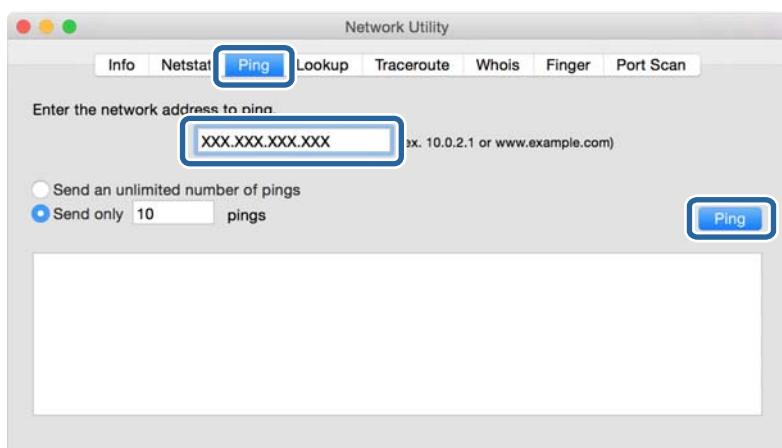 Network Utility
Info Netstat Ping Lookup Traceroute Whois Finger Port Scan
Enter the network address to ping.
XXX.XXX.XXX.XXX ex. 10.0.2.1 or www.example.com)
Send an unlimited number of pings
Send only 10 pings
Ping